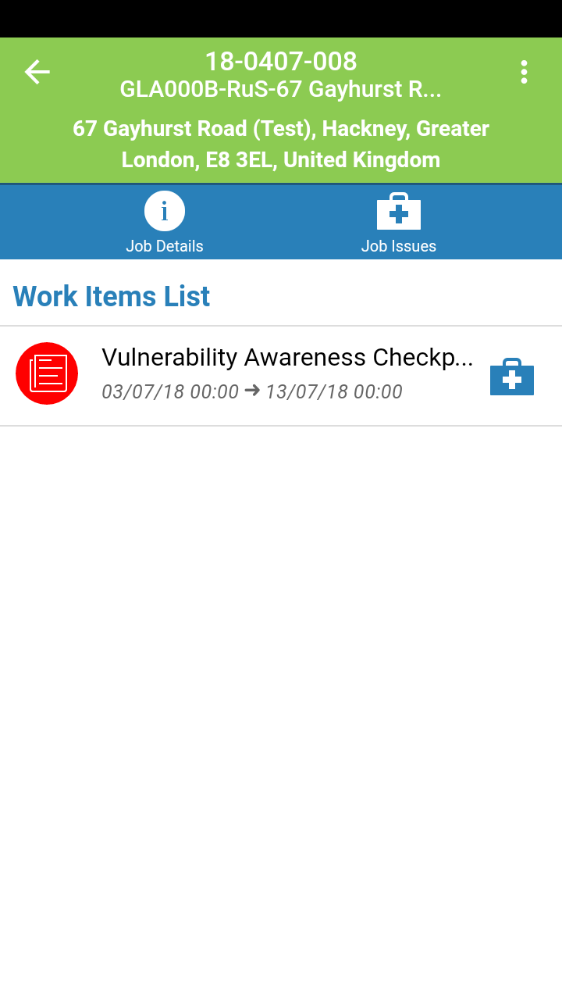 18-0407-008
GLA000B-RuS-67 Gayhurst R...
67 Gayhurst Road (Test), Hackney, Greater
London, E8 3EL, United Kingdom
i
Job Details
Job Issues
Work Items List
Vulnerability Awareness Checkp...
03/07/18 00:00 ➔ 13/07/18 00:00